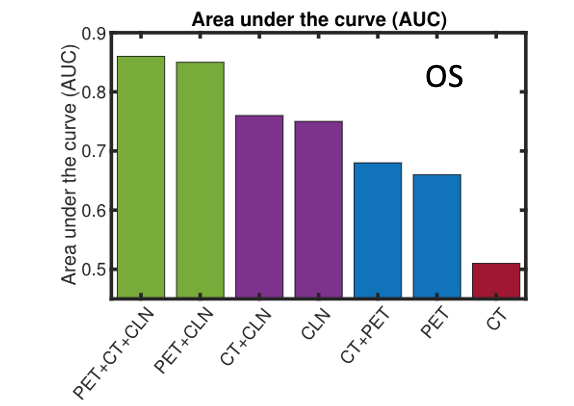 Area under the curve (AUC)
OS
Area under the curve (AUC)
0.9
0.8
0.7
0.6
0.5
PET+CT+CLN
PET+CLN
CT+CLN
CLN
CT+PET
PET
CT